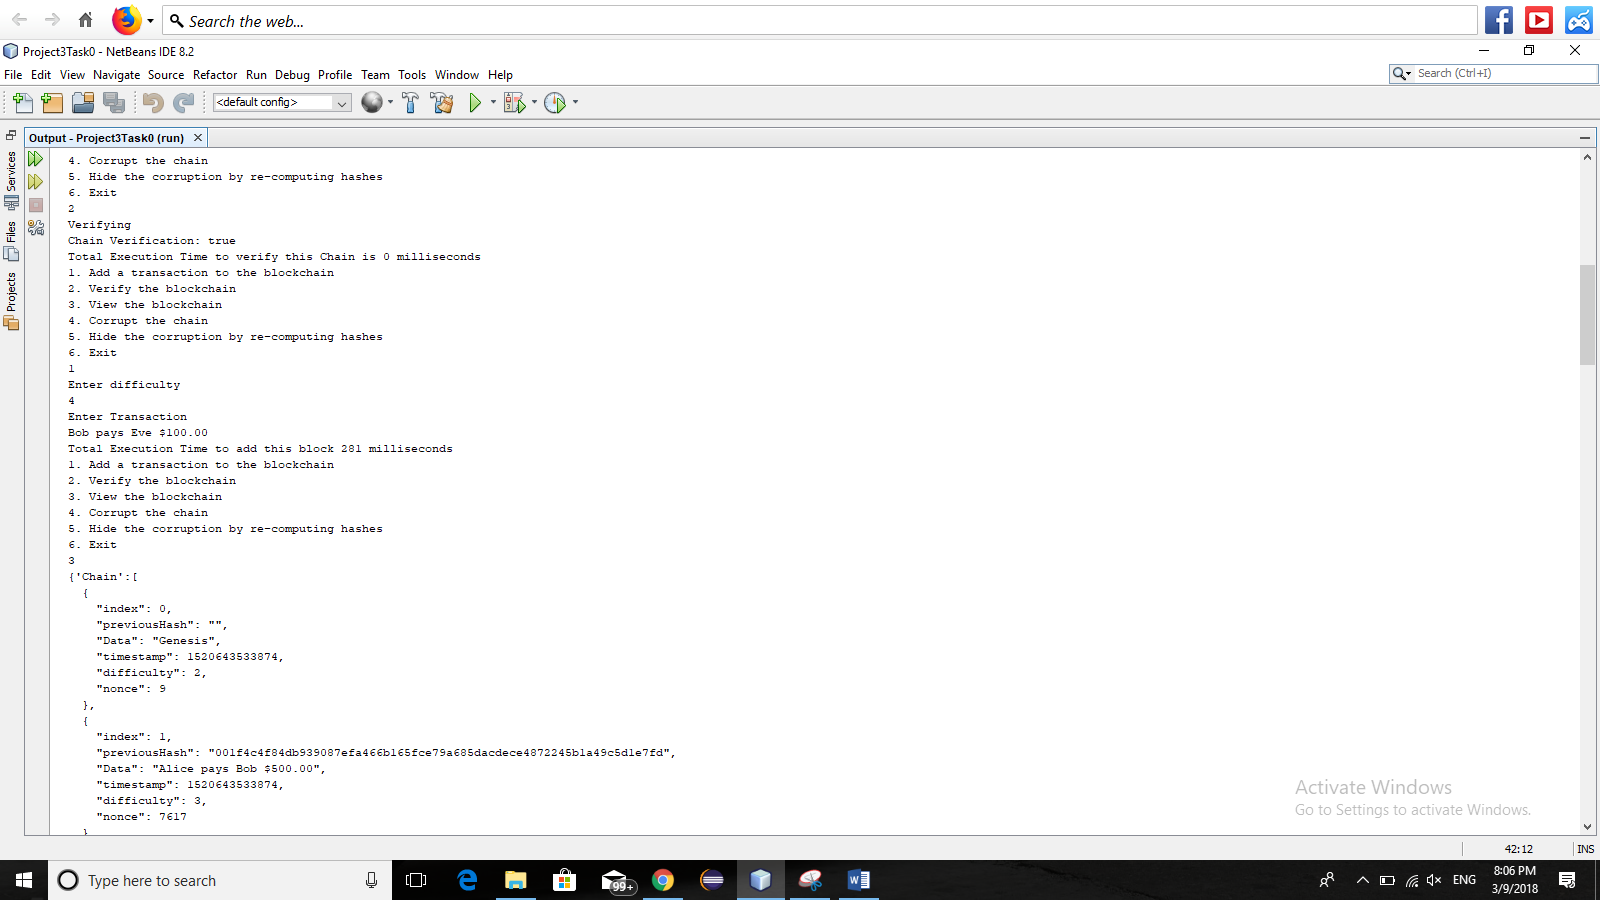 Search the web...
Project3Task0 - NetBeans IDE 8.2
File Edit View Navigate Source Refactor Run Debug Profile Team Tools Window Help
Search (Ctrl+I)
<default config>
Output - Project3Task0 (run)
Services
Files
Projects
4. Corrupt the chain
5. Hide the corruption by re-computing hashes
6. Exit
2
Verifying
Chain Verification: true
Total Execution Time to verify this Chain is 0 milliseconds
1. Add a transaction to the blockchain
2. Verify the blockchain
3. View the blockchain
4. Corrupt the chain
5. Hide the corruption by re-computing hashes
6. Exit
1
Enter difficulty
4
Enter Transaction
Bob pays Eve $100.00
Total Execution Time to add this block 281 milliseconds
1. Add a transaction to the blockchain
2. Verify the blockchain
3. View the blockchain
4. Corrupt the chain
5. Hide the corruption by re-computing hashes
6. Exit
3
{'Chain':[
{
"index": 0,
"previousHash": "",
"Data": "Genesis",
"timestamp": 1520643533874,
"difficulty": 2,
"nonce": 9
},
{
"index": 1,
"previousHash": "001f4c4f84db939087efa466b165fce79a685dacdece4872245b1a49c5d1e7fd",
"Data": "Alice pays Bob $500.00",
"timestamp": 1520643533874,
"difficulty": 3,
"nonce": 7617
}
Activate Windows
Go to Settings to activate Windows.
42:12
INS
Type here to search
99+
ENG
8:06 PM
3/9/2018